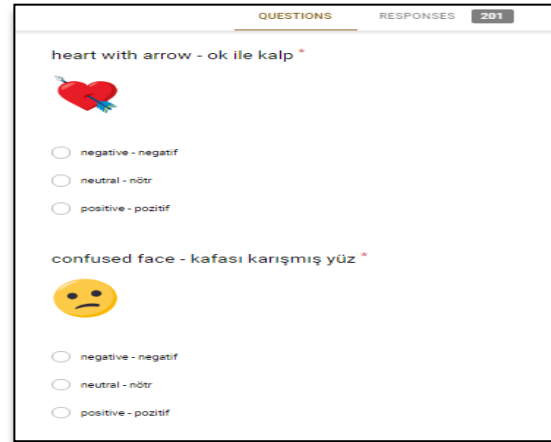 QUESTIONS RESPONSES 201
heart with arrow - ok ile kalp *
negative - negatif
neutral - nötr
positive - pozitif
confused face - kafası karışmış yüz *
negative - negatif
neutral - nötr
positive - pozitif